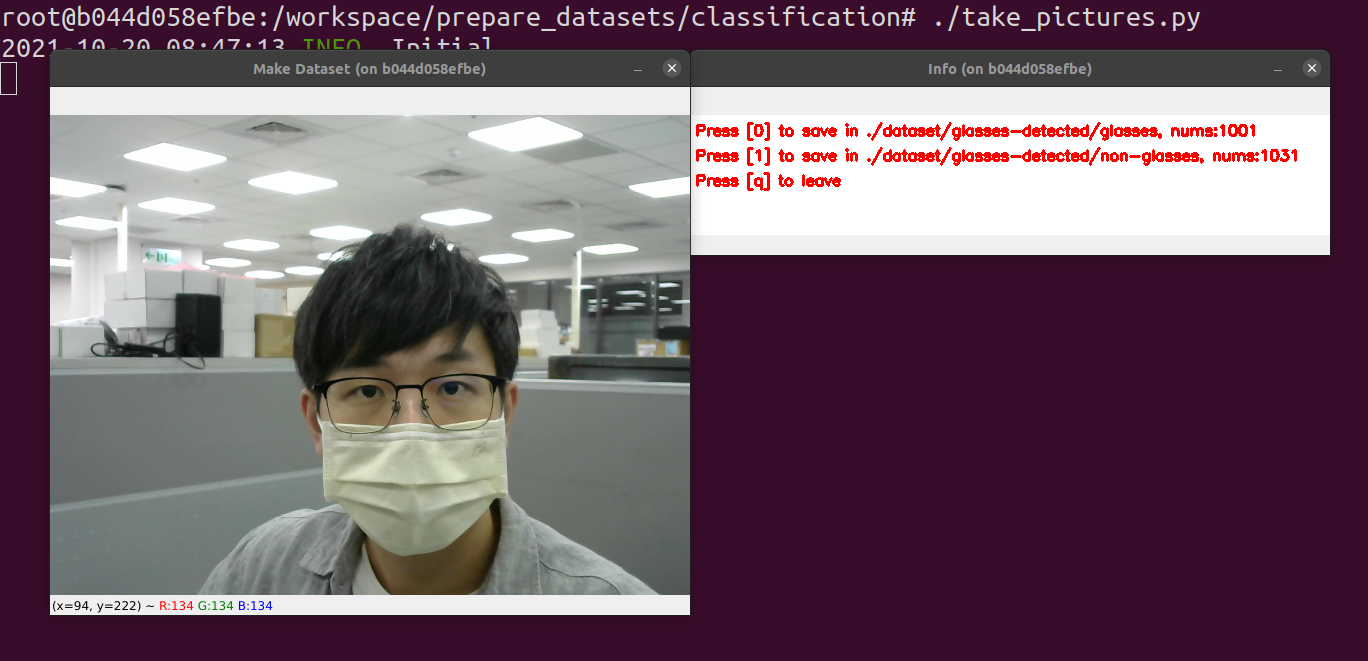 root@b044d058efbe:/workspace/prepare_datasets/classification# ./take_pictures.py
2021-10-20 08:47:13 INFO Initial
Make Dataset (on b044d058efbe)
Info (on b044d058efbe)
Press [0] to save in ./dataset/glasses-detected/glasses, nums:1001
Press [1] to save in ./dataset/glasses-detected/non-glasses, nums:1031
Press [q] to leave
(x=94, y=222) ~ R:134 G:134 B:134